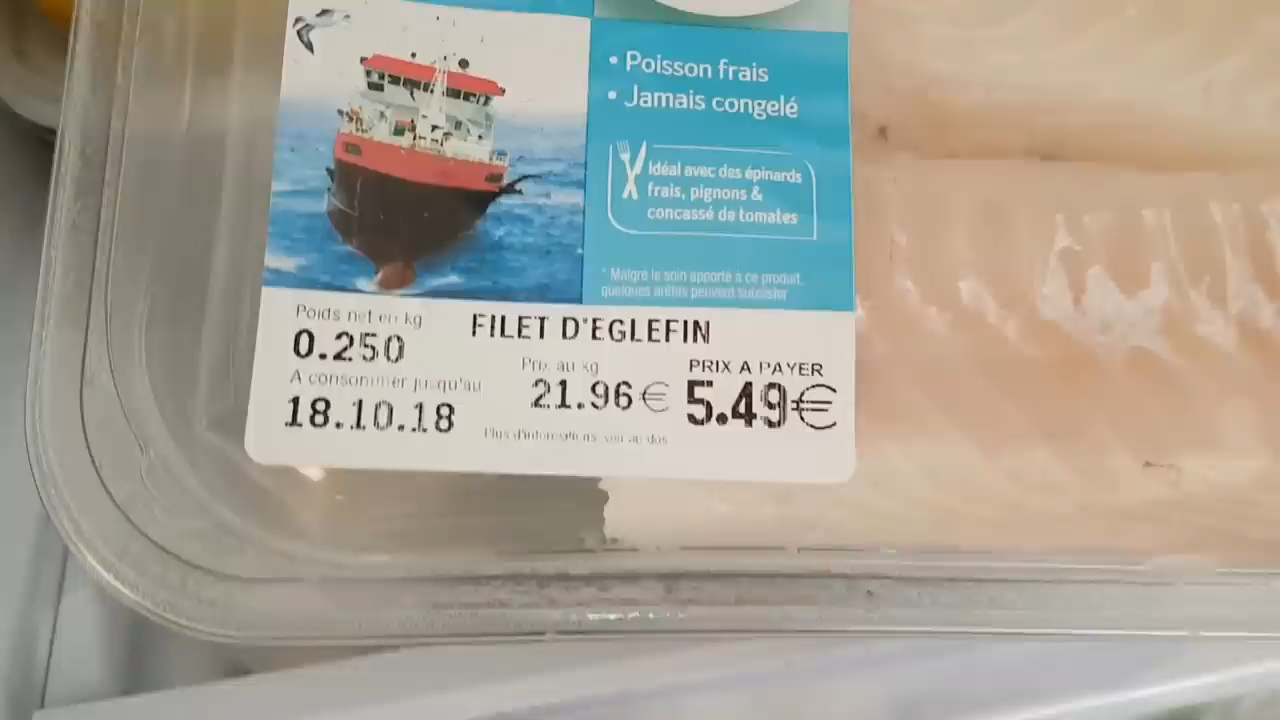 • Poisson frais
• Jamais congelé
Idéal avec des épinards
frais, pignons &
concassé de tomates
* Malgré le soin apporté à ce produit,
quelques arêtes peuvent subsister
Poids net en kg
0.250
FILET D'EGLEFIN
A consommer jusqu'au
18.10.18
Prix au kg
21.96€
PRIX A PAYER
5.49€
Plus d'informations, voir au dos